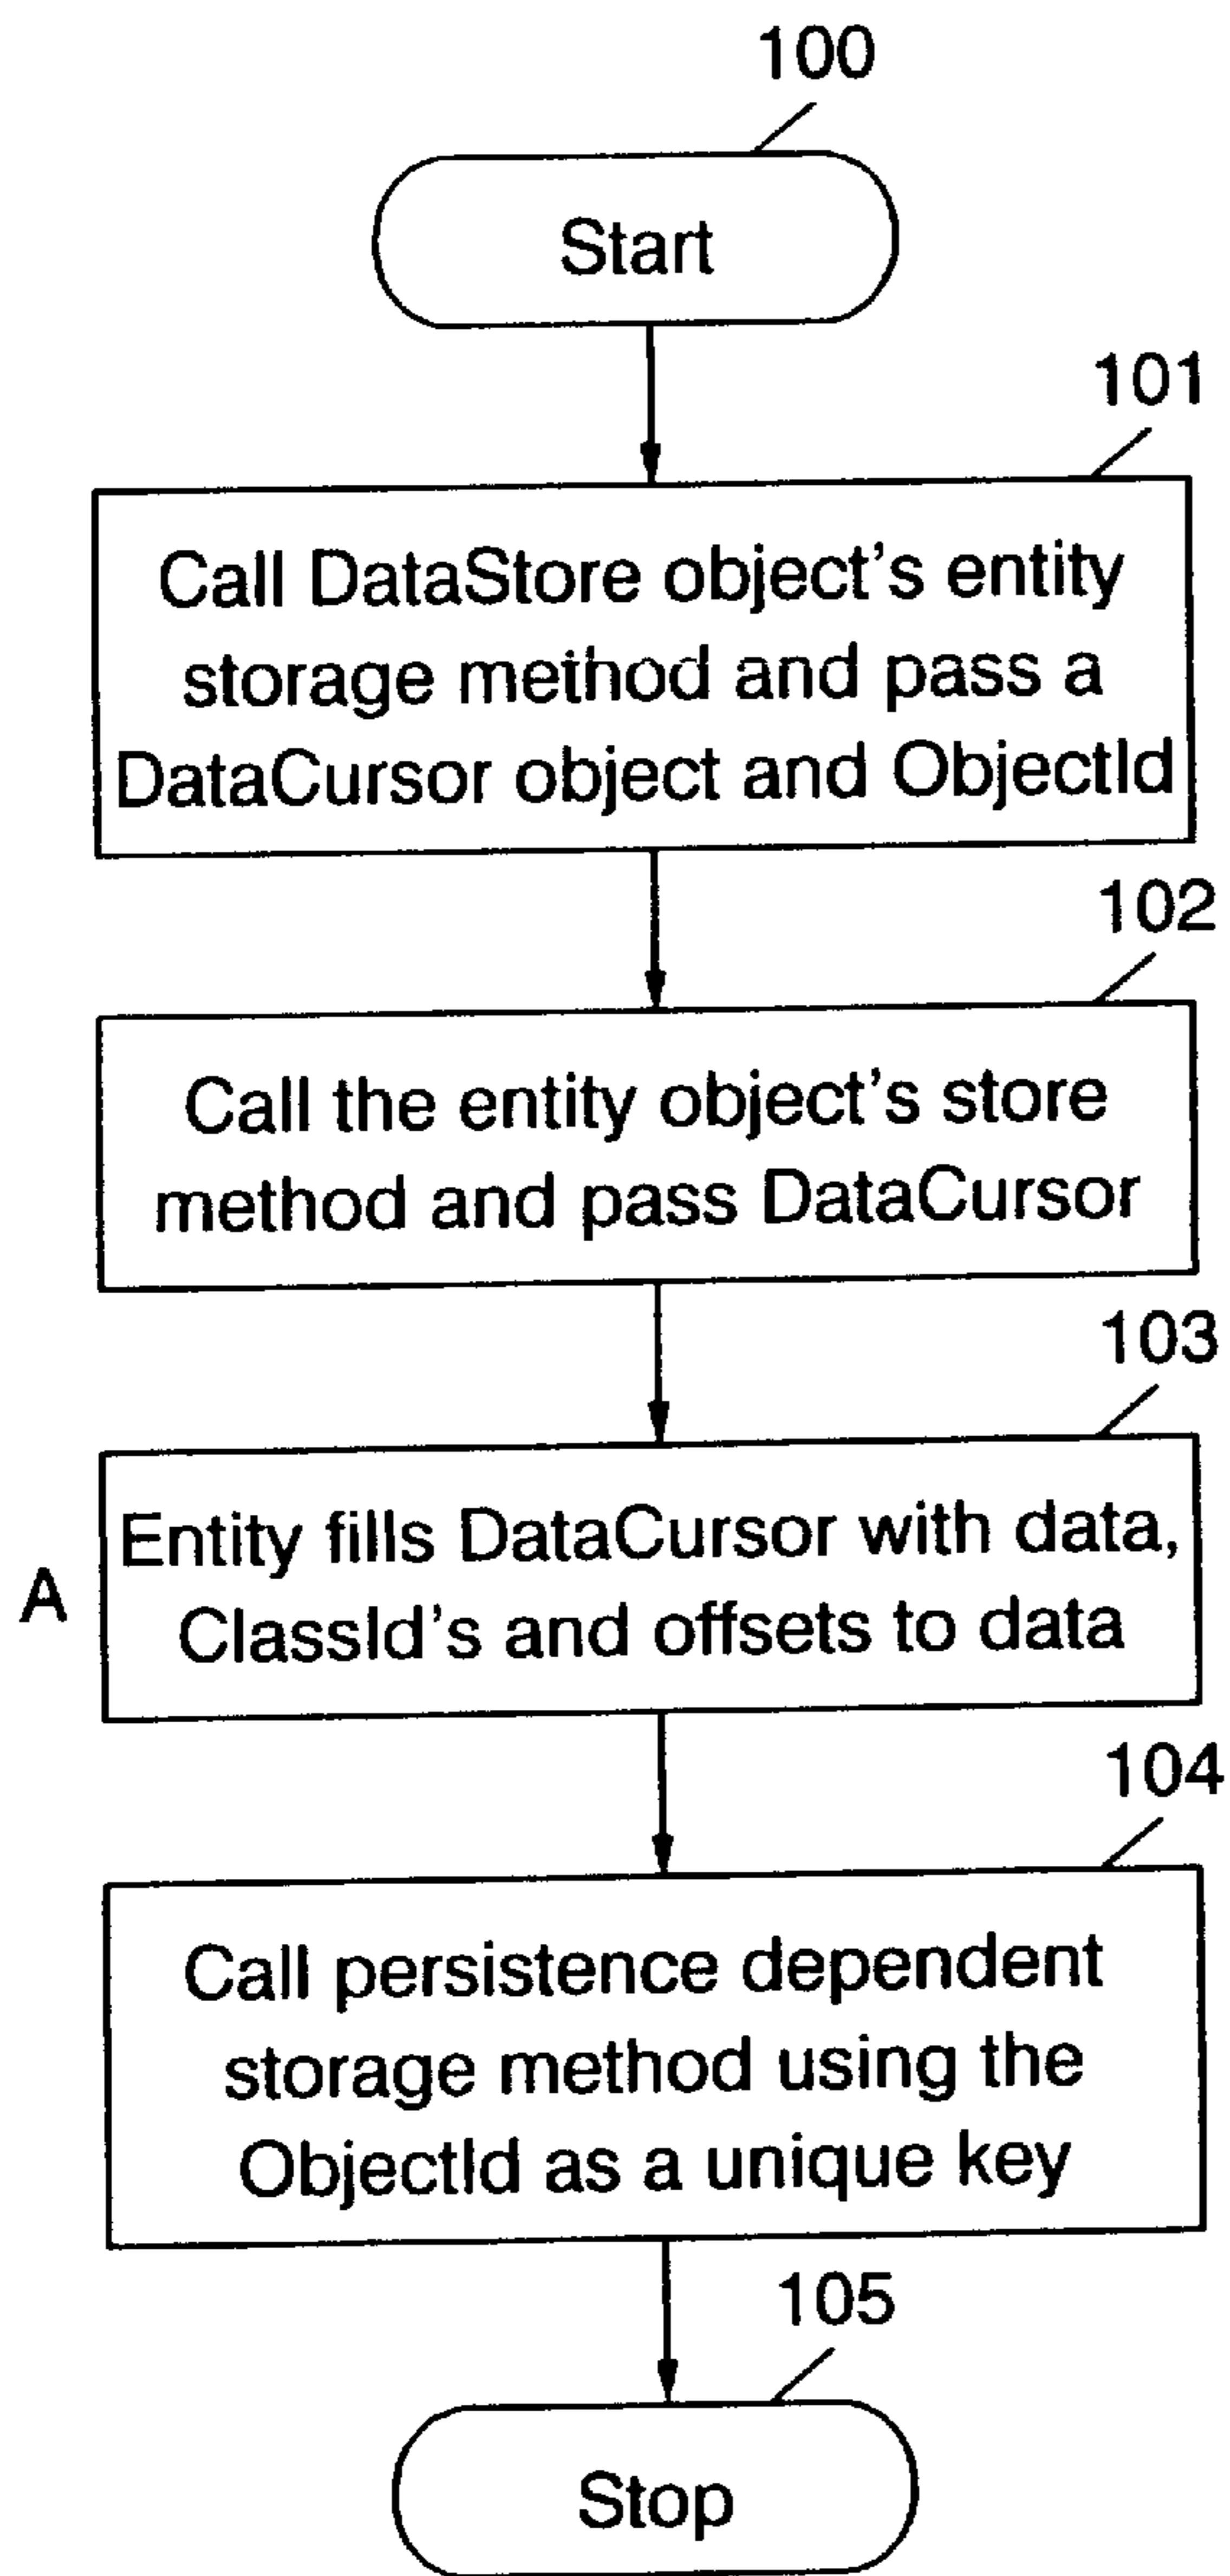 100
Start
101
Call DataStore object's entity
storage method and pass a
DataCursor object and ObjectId
102
Call the entity object's store
method and pass DataCursor
103
Entity fills DataCursor with data,
A
ClassId's and offsets to data
104
Call persistence dependent
storage method using the
ObjectId as a unique key
105
Stop